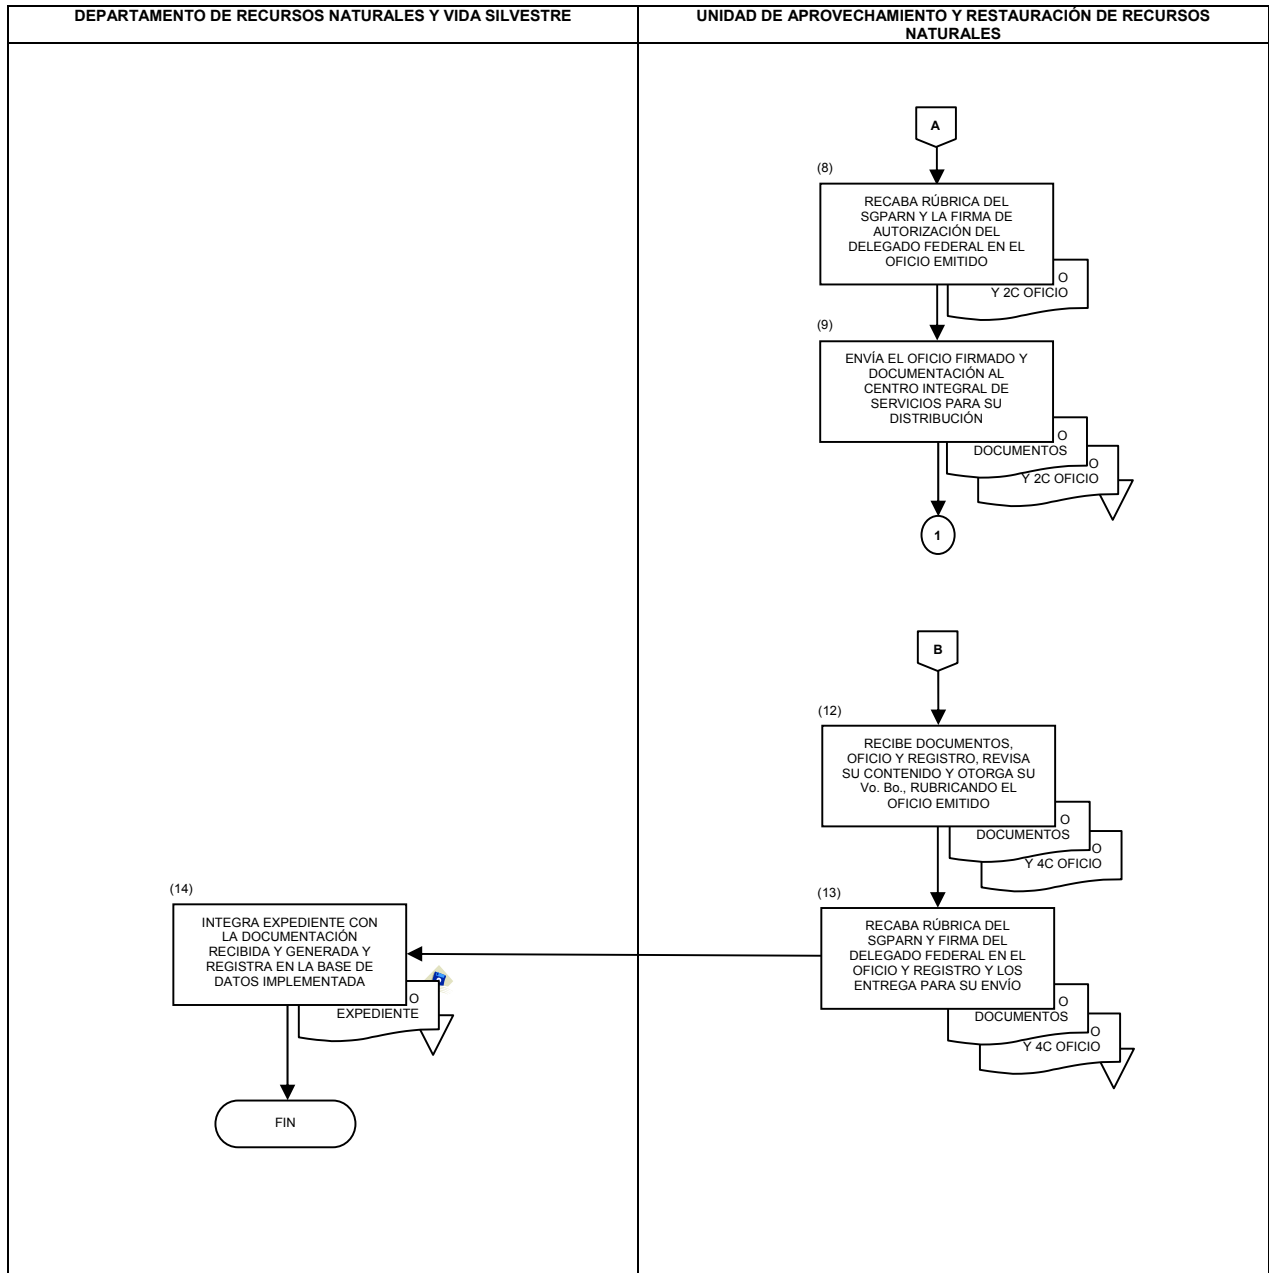 DEPARTAMENTO DE RECURSOS NATURALES Y VIDA SILVESTRE
UNIDAD DE APROVECHAMIENTO Y RESTAURACIÓN DE RECURSOS
NATURALES
A
(8)
RECABA RÚBRICA DEL
SGPARN Y LA FIRMA DE
AUTORIZACIÓN DEL
DELEGADO FEDERAL EN EL
OFICIO EMITIDO
O
Y 2C OFICIO
(9)
ENVÍA EL OFICIO FIRMADO Y
DOCUMENTACIÓN AL
CENTRO INTEGRAL DE
SERVICIOS PARA SU
DISTRIBUCIÓN
O
DOCUMENTOS
O
Y 2C OFICIO
1
B
(12)
RECIBE DOCUMENTOS,
OFICIO Y REGISTRO, REVISA
SU CONTENIDO Y OTORGA SU
Vo. Bo., RUBRICANDO EL
OFICIO EMITIDO
O
DOCUMENTOS
O
Y 4C OFICIO
(13)
RECABA RÚBRICA DEL
SGPARN Y FIRMA DEL
DELEGADO FEDERAL EN EL
OFICIO Y REGISTRO Y LOS
ENTREGA PARA SU ENVÍO
O
DOCUMENTOS
O
Y 4C OFICIO
(14)
INTEGRA EXPEDIENTE CON
LA DOCUMENTACIÓN
RECIBIDA Y GENERADA Y
REGISTRA EN LA BASE DE
DATOS IMPLEMENTADA
O
EXPEDIENTE
FIN